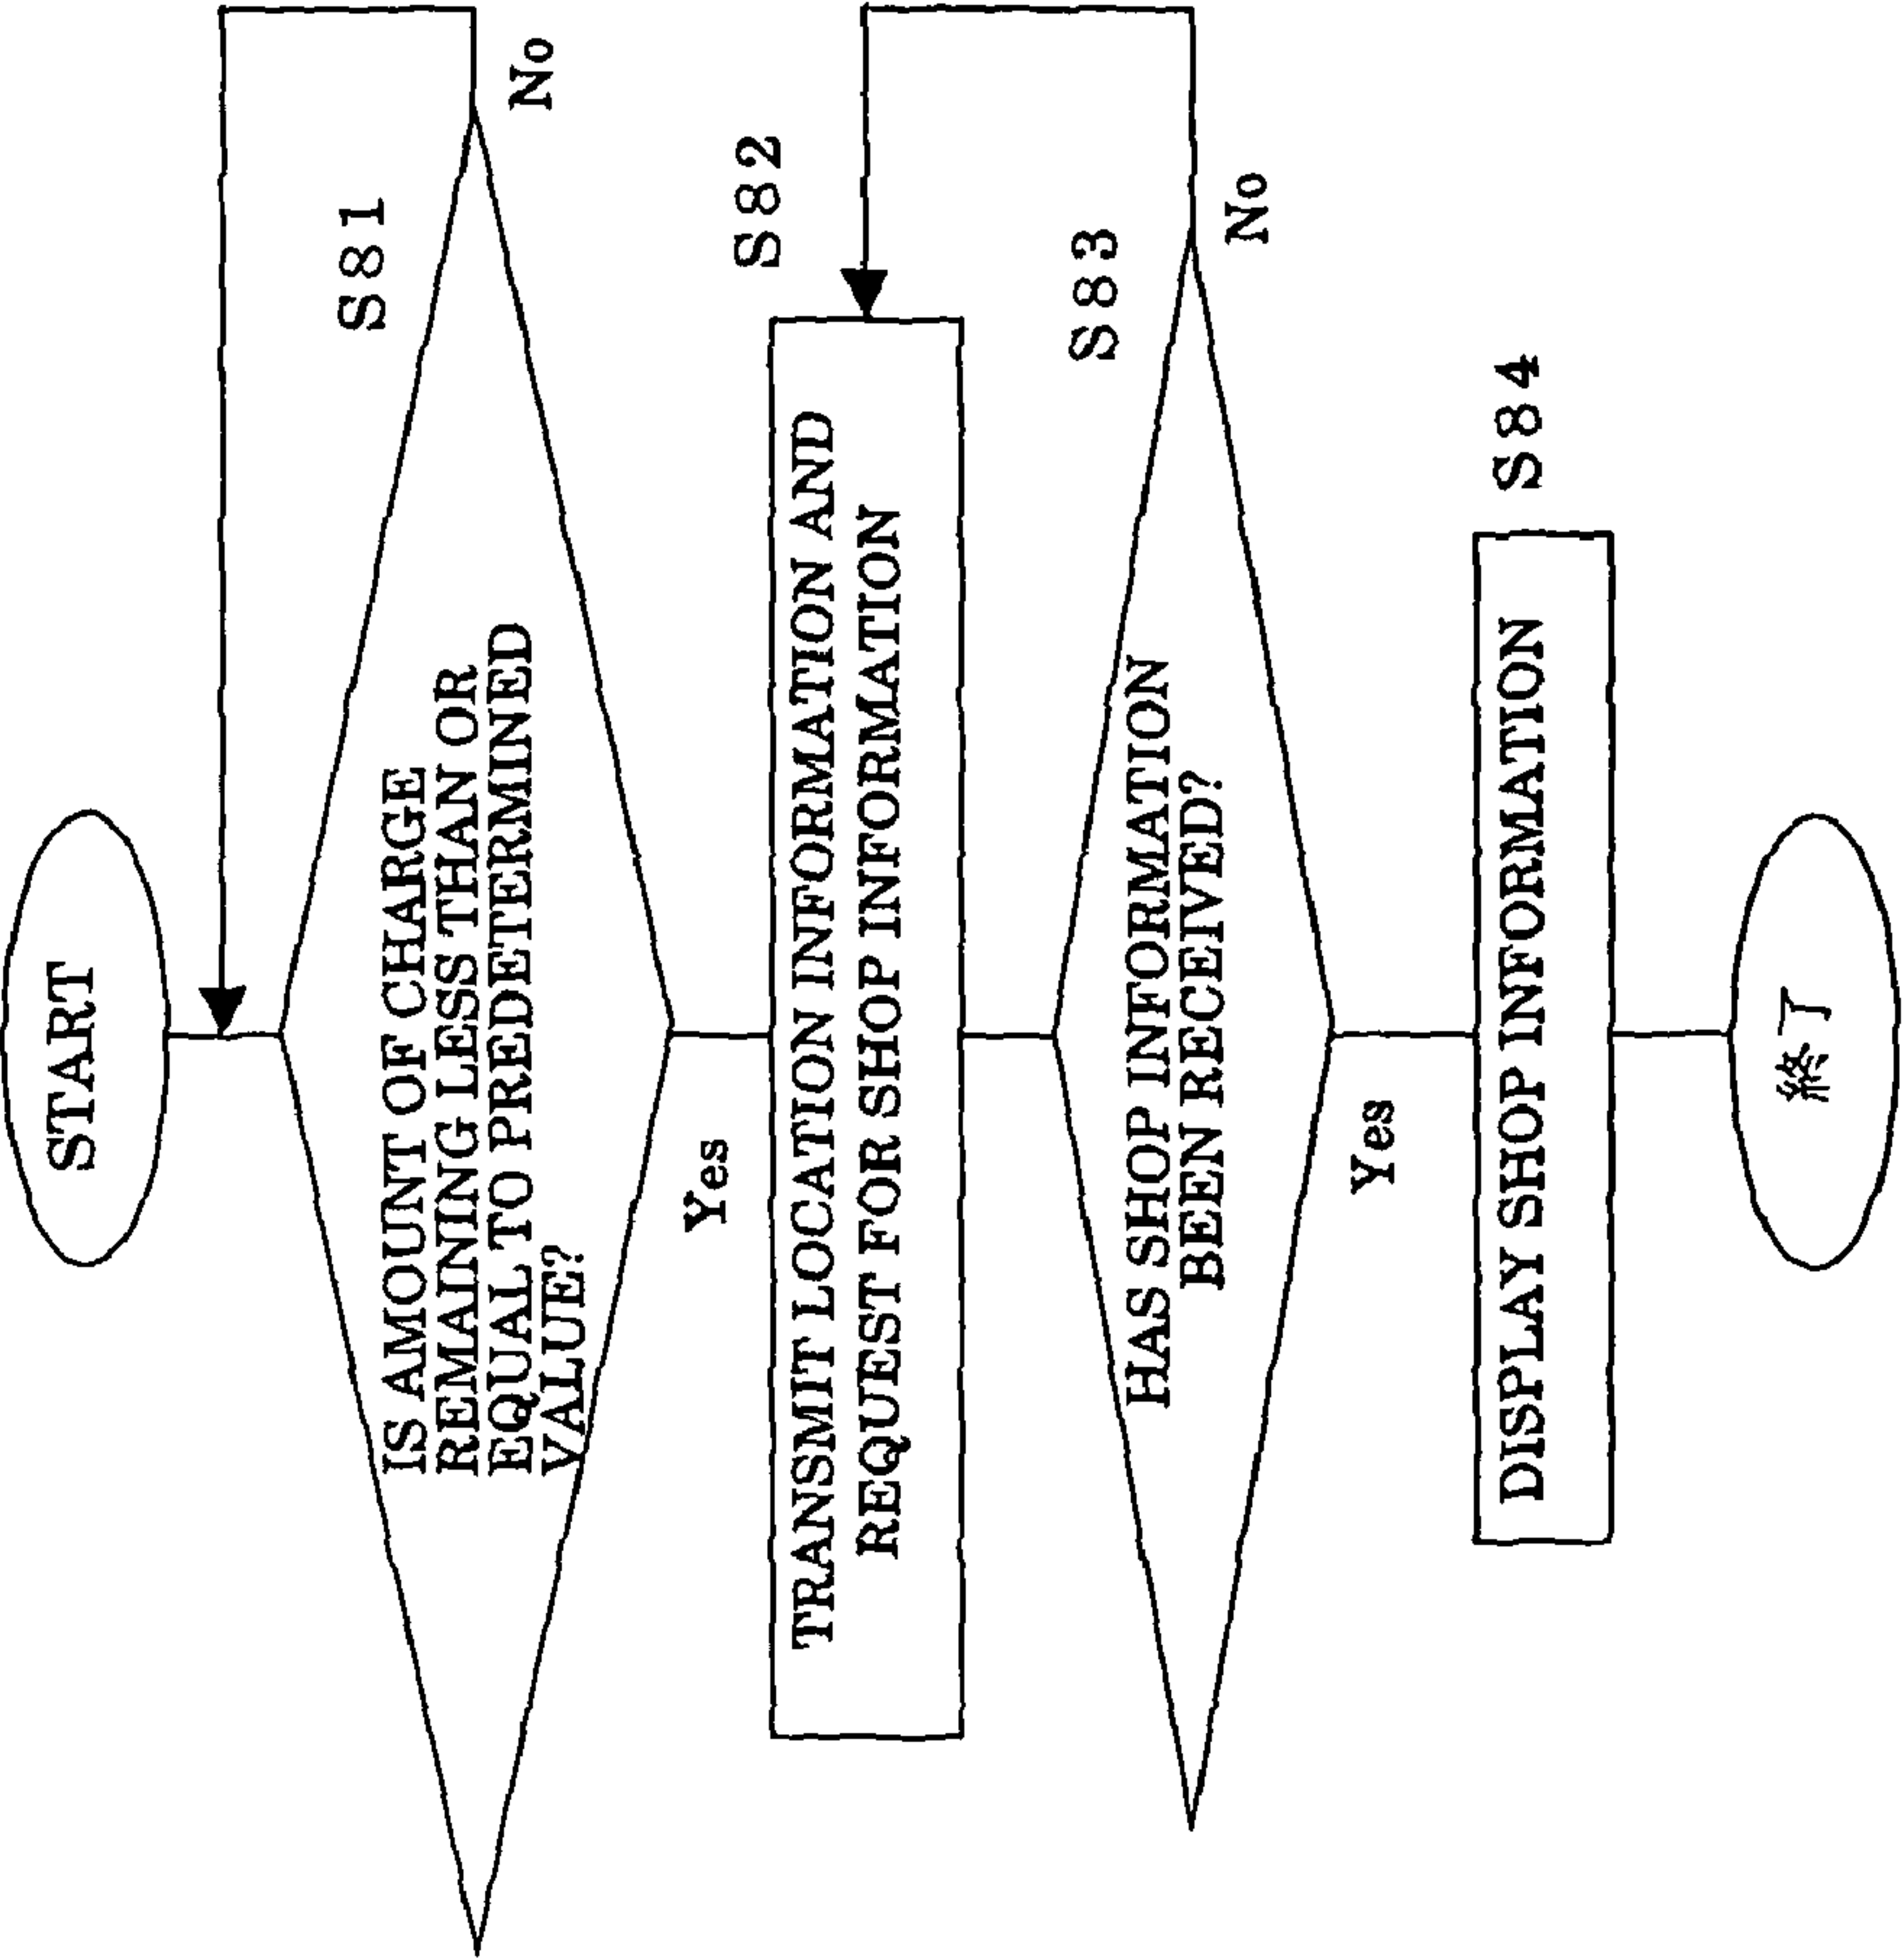 START
S81
IS AMOUNT OF CHARGE
REMAINING LESS THAN OR
EQUAL TO PREDETERMINED
VALUE?
No
Yes
S82
TRANSMIT LOCATION INFORMATION AND
REQUEST FOR SHOP INFORMATION
S83
HAS SHOP INFORMATION
BEEN RECEIVED?
No
Yes
S84
DISPLAY SHOP INFORMATION
終了